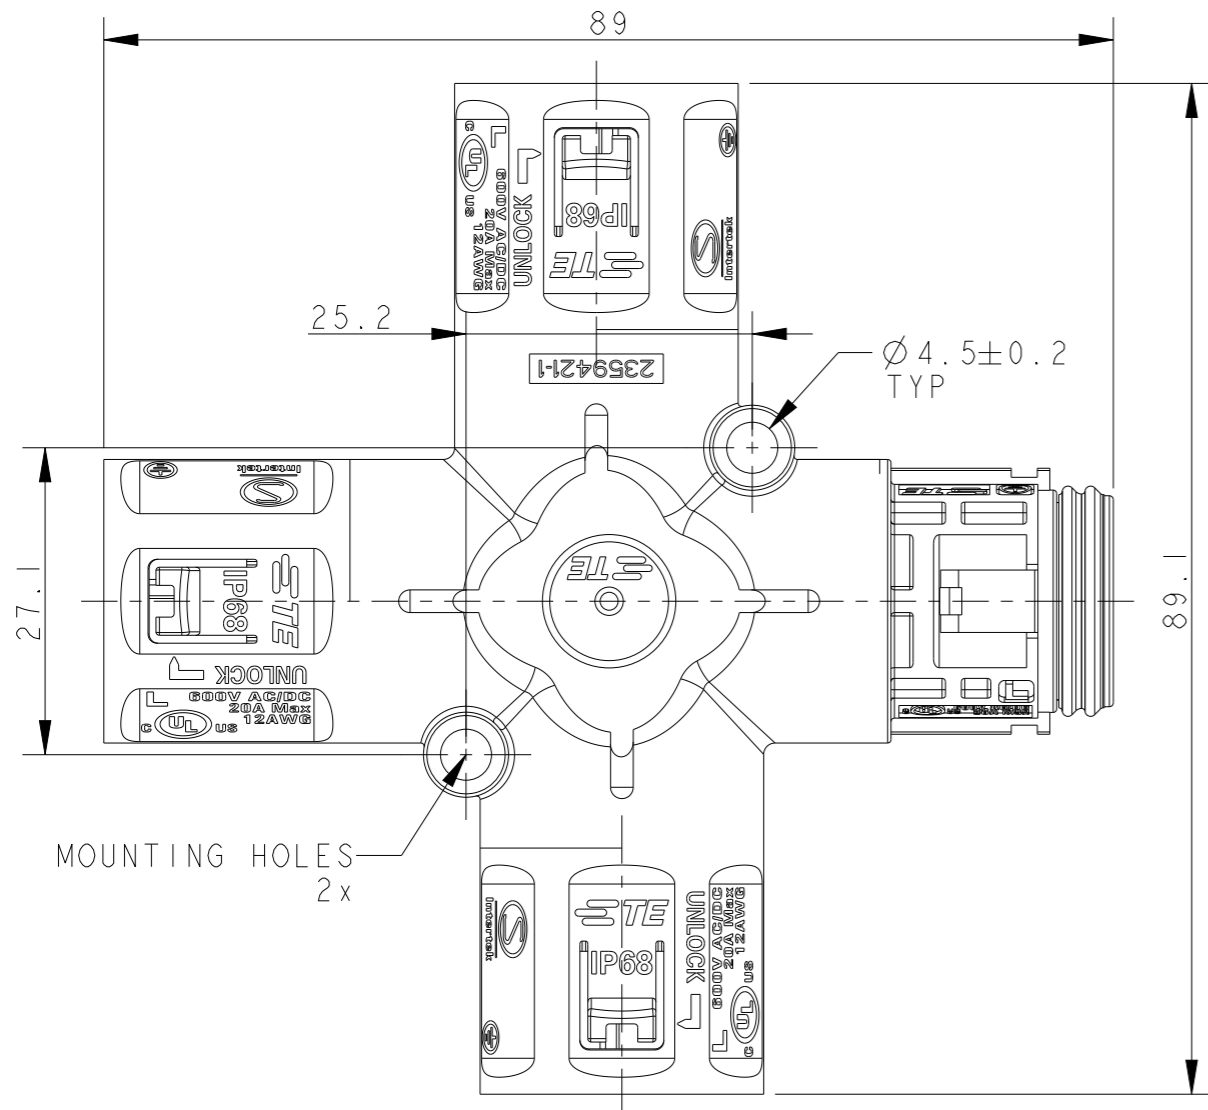 89
C UL US
L
600V AC/DC
20A Max
12AWG
UNLOCK
IP68
TE
Intertek
25.2
Ø4.5±0.2
TYP
2359421-1
Intertek
TE
IP68
UNLOCK
L
600V AC/DC
20A Max
12AWG
C UL US
TE
TE
27.1
89.1
MOUNTING HOLES
2x
Intertek
TE
IP68
UNLOCK
L
600V AC/DC
20A Max
12AWG
C UL US